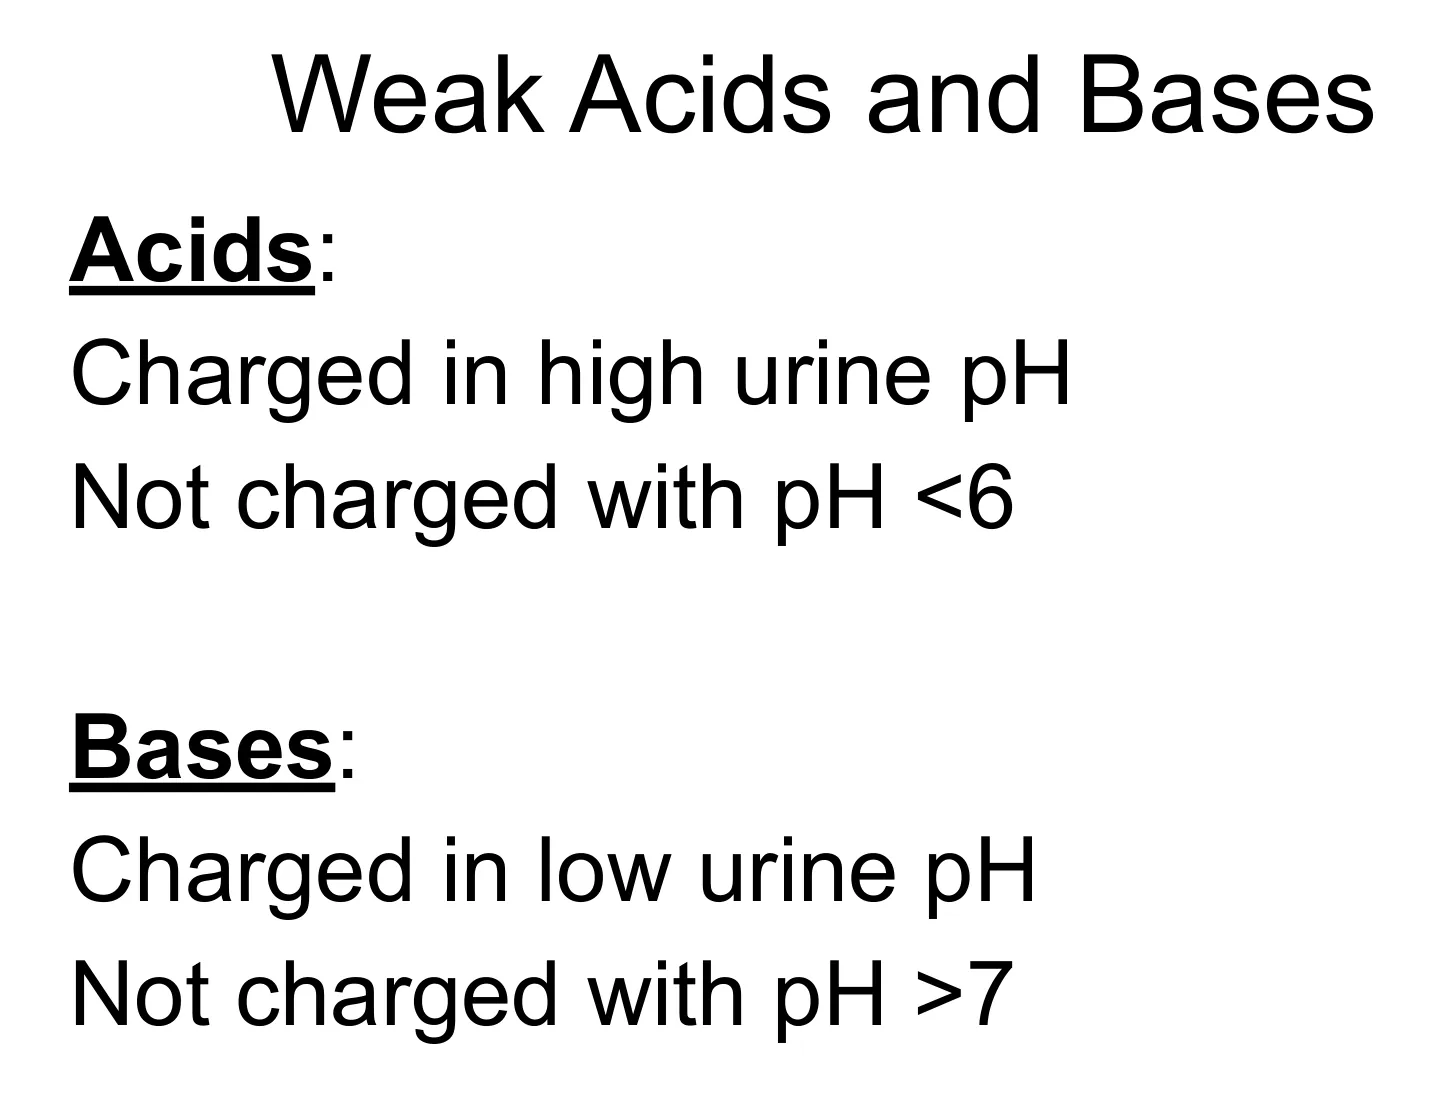 Weak Acids and Bases
Acids:
Charged in high urine pH
Not charged with pH <6
Bases:
Charged in low urine pH
Not charged with pH >7